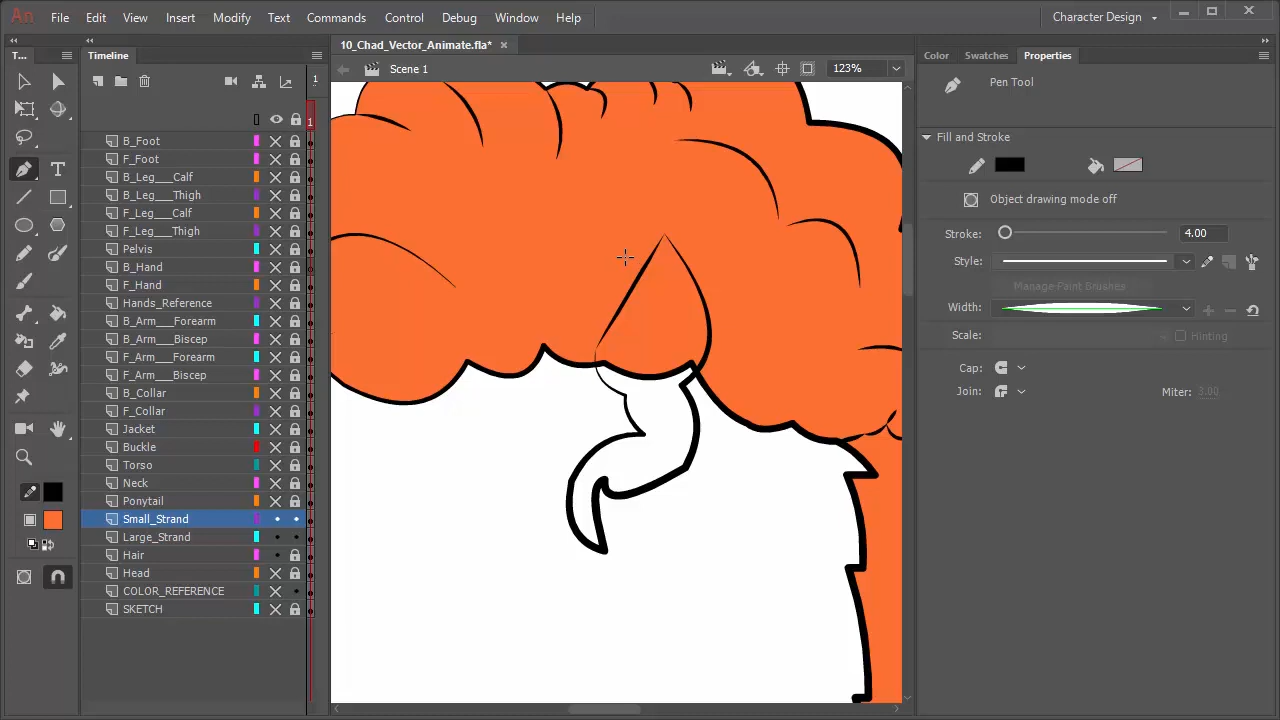 An File Edit View Insert Modify Text Commands Control Debug Window Help Character Design
T... Timeline 10_Chad_Vector_Animate.fla* × Color Swatches Properties
Scene 1 123% 1
Pen Tool
1
B_Foot
F_Foot
B_Leg___Calf
B_Leg___Thigh
F_Leg___Calf
F_Leg___Thigh
Pelvis
B_Hand
F_Hand
Hands_Reference
B_Arm___Forearm
B_Arm___Biscep
F_Arm___Forearm
F_Arm___Biscep
B_Collar
F_Collar
Jacket
Buckle
Torso
Neck
Ponytail
Small_Strand
Large_Strand
Hair
Head
COLOR_REFERENCE
SKETCH
Fill and Stroke
Object drawing mode off
Stroke: 4.00
Style:
Manage Paint Brushes
Width:
Scale: Hinting
Cap:
Join: Miter: 3.00